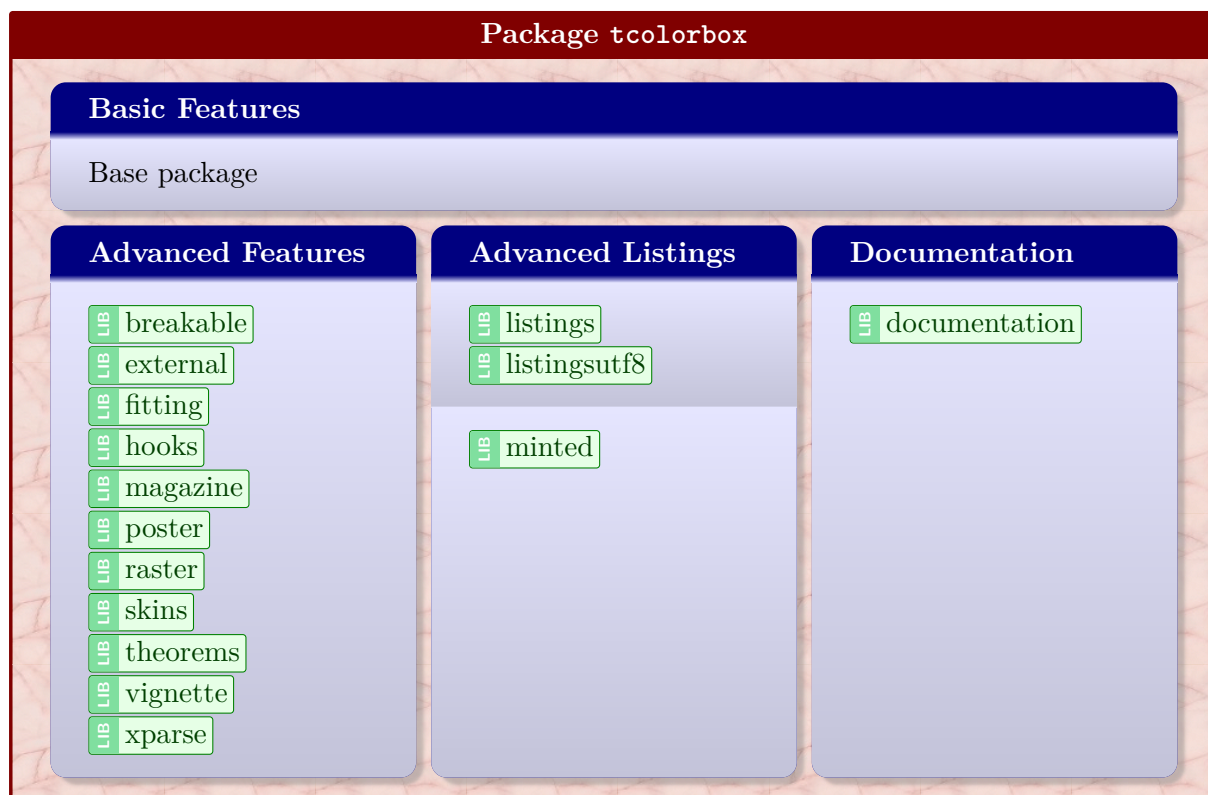 Package tcolorbox
Basic Features
Base package
Advanced Features
LIB breakable
LIB external
LIB fitting
LIB hooks
LIB magazine
LIB poster
LIB raster
LIB skins
LIB theorems
LIB vignette
LIB xparse
Advanced Listings
LIB listings
LIB listingsutf8
LIB minted
Documentation
LIB documentation